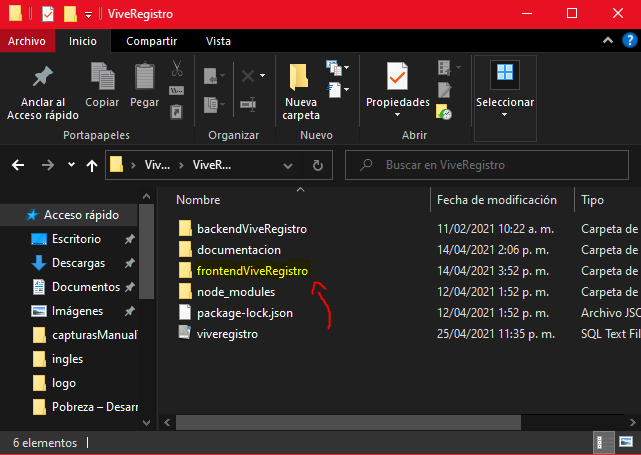 ViveRegistro
Archivo Inicio Compartir Vista
Anclar al
Acceso rápido
Copiar Pegar
Nueva
carpeta
Propiedades
Seleccionar
Portapapeles Organizar Nuevo Abrir
Viv... ViveR...
Buscar en ViveRegistro
Nombre Fecha de modificación Tipo
Acceso rápido
Escritorio
Descargas
Documentos
Imágenes
capturasManual
ingles
logo
Pobreza – Desarr
backendViveRegistro 11/02/2021 10:22 a. m. Carpeta de
documentacion 14/04/2021 2:06 p. m. Carpeta de
frontendViveRegistro 14/04/2021 3:52 p. m. Carpeta de
node_modules 12/04/2021 1:52 p. m. Carpeta de
package-lock.json 12/04/2021 1:52 p. m. Archivo JSO
viveregistro 25/04/2021 11:35 p. m. SQL Text Fil
6 elementos